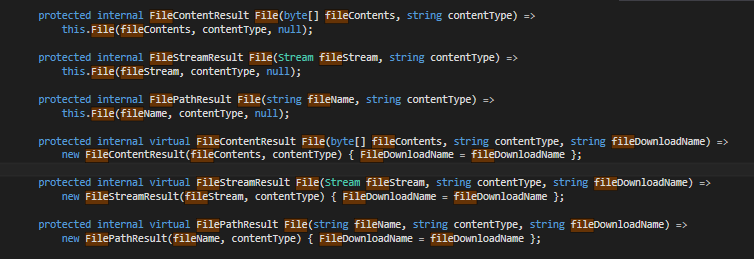 protected internal FileContentResult File(byte[] fileContents, string contentType) =>
this.File(fileContents, contentType, null);
protected internal FileStreamResult File(Stream fileStream, string contentType) =>
this.File(fileStream, contentType, null);
protected internal FilePathResult File(string fileName, string contentType) =>
this.File(fileName, contentType, null);
protected internal virtual FileContentResult File(byte[] fileContents, string contentType, string fileDownloadName) =>
new FileContentResult(fileContents, contentType) { FileDownloadName = fileDownloadName };
protected internal virtual FileStreamResult File(Stream fileStream, string contentType, string fileDownloadName) =>
new FileStreamResult(fileStream, contentType) { FileDownloadName = fileDownloadName };
protected internal virtual FilePathResult File(string fileName, string contentType, string fileDownloadName) =>
new FilePathResult(fileName, contentType) { FileDownloadName = fileDownloadName };